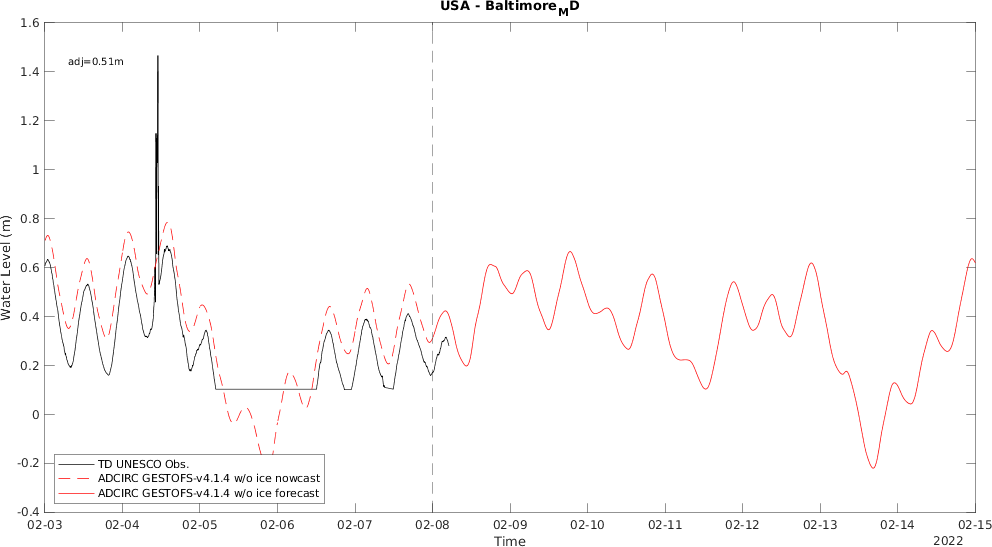 USA - Baltimore_MD
adj=0.51m
Water Level (m)
1.6
1.4
1.2
1
0.8
0.6
0.4
0.2
0
-0.2
-0.4
TD UNESCO Obs.
ADCIRC GESTOFS-v4.1.4 w/o ice nowcast
ADCIRC GESTOFS-v4.1.4 w/o ice forecast
02-03 02-04 02-05 02-06 02-07 02-08 02-09 02-10 02-11 02-12 02-13 02-14 02-15
Time
2022